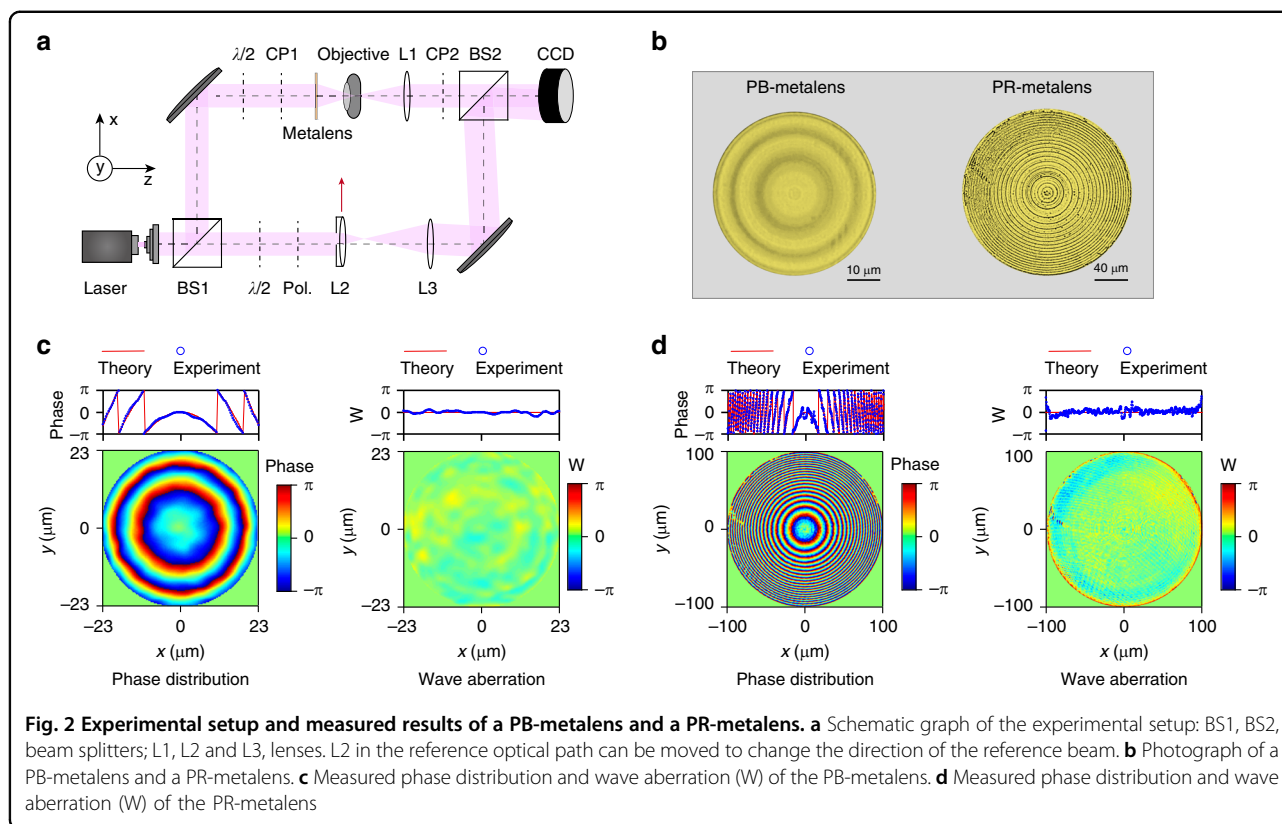 a
λ/2 CP1 Objective L1 CP2 BS2 CCD
Metalens
x
y
z
Laser BS1 λ/2 Pol. L2 L3
b
PB-metalens PR-metalens
10 μm 40 μm
c
Theory Experiment
Phase
π
0
−π
23
0
−23
y (μm)
−23 0 23
x (μm)
Phase
π
0
−π
Phase distribution
Theory Experiment
W
π
0
−π
23
0
−23
y (μm)
−23 0 23
x (μm)
W
π
0
−π
Wave aberration
d
Theory Experiment
Phase
π
0
−π
100
0
−100
y (μm)
−100 0 100
x (μm)
Phase
π
0
−π
Phase distribution
Theory Experiment
W
π
0
−π
100
0
−100
y (μm)
−100 0 100
x (μm)
W
π
0
−π
Wave aberration
Fig. 2 Experimental setup and measured results of a PB-metalens and a PR-metalens. a Schematic graph of the experimental setup: BS1, BS2,
beam splitters; L1, L2 and L3, lenses. L2 in the reference optical path can be moved to change the direction of the reference beam. b Photograph of a
PB-metalens and a PR-metalens. c Measured phase distribution and wave aberration (W) of the PB-metalens. d Measured phase distribution and wave
aberration (W) of the PR-metalens